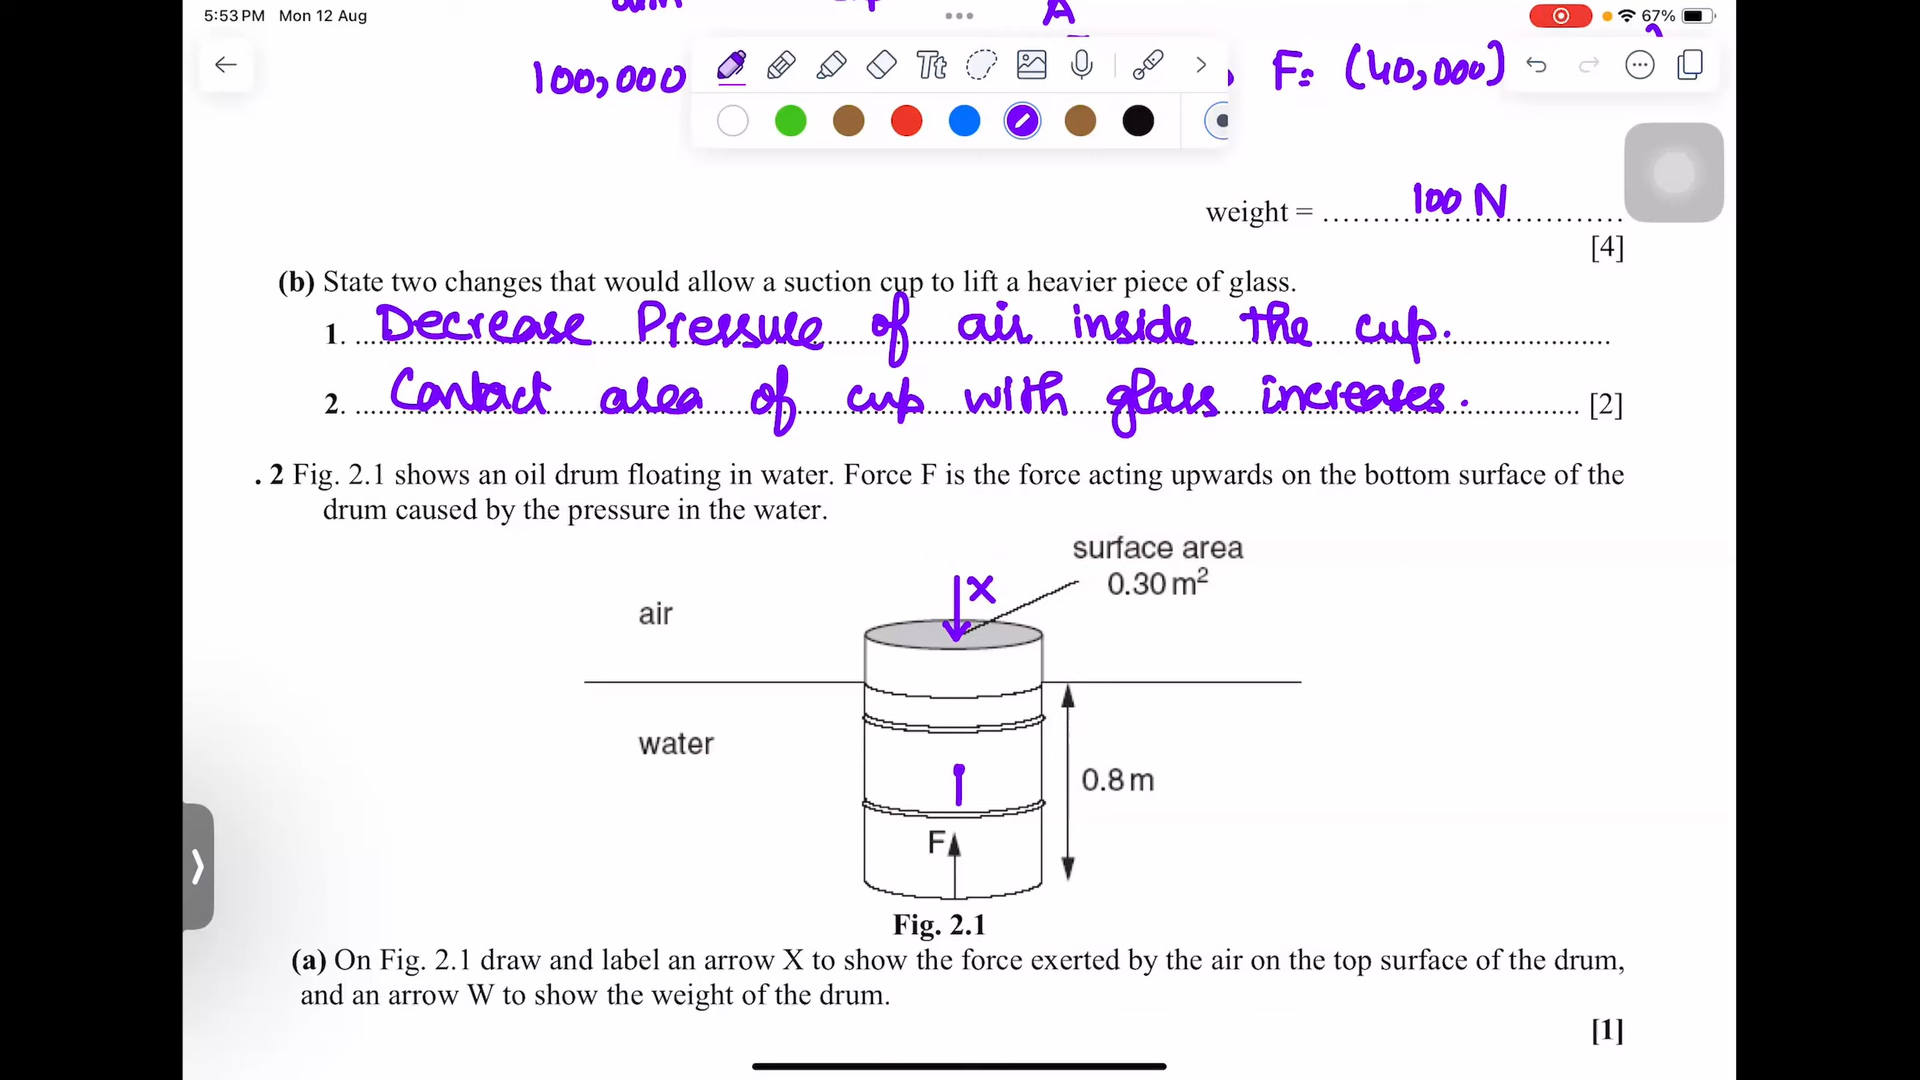 5:53 PM Mon 12 Aug
67%
A
100,000
F= (40,000)
Tt
weight = 100 N
[4]
(b) State two changes that would allow a suction cup to lift a heavier piece of glass.
1. Decrease Pressure of air inside the cup.
2. Contact area of cup with glass increases. [2]
. 2 Fig. 2.1 shows an oil drum floating in water. Force F is the force acting upwards on the bottom surface of the
drum caused by the pressure in the water.
surface area
0.30 m²
X
air
water
0.8 m
F
Fig. 2.1
(a) On Fig. 2.1 draw and label an arrow X to show the force exerted by the air on the top surface of the drum,
and an arrow W to show the weight of the drum.
[1]